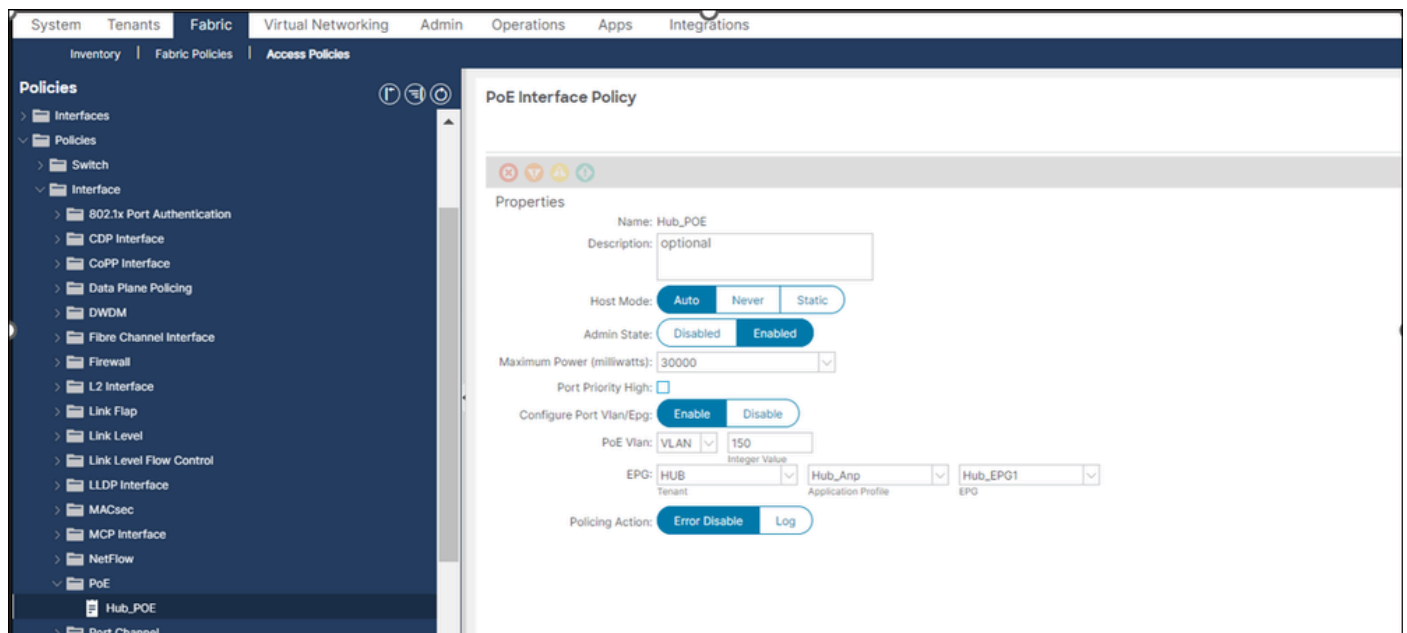 System Tenants Fabric Virtual Networking Admin Operations Apps Integrations
Inventory | Fabric Policies | Access Policies
Policies
Interfaces
Policies
Switch
Interface
802.1x Port Authentication
CDP Interface
CoPP Interface
Data Plane Policing
DWDM
Fibre Channel Interface
Firewall
L2 Interface
Link Flap
Link Level
Link Level Flow Control
LLDP Interface
MACsec
MCP Interface
NetFlow
PoE
Hub_POE
Port Channel
PoE Interface Policy
Properties
Name: Hub_POE
Description: optional
Host Mode: Auto Never Static
Admin State: Disabled Enabled
Maximum Power (milliwatts): 30000
Port Priority High:
Configure Port Vlan/Epg: Enable Disable
PoE Vlan: VLAN 150
Integer Value
EPG: HUB Hub_Anp Hub_EPG1
Tenant Application Profile EPG
Policing Action: Error Disable Log